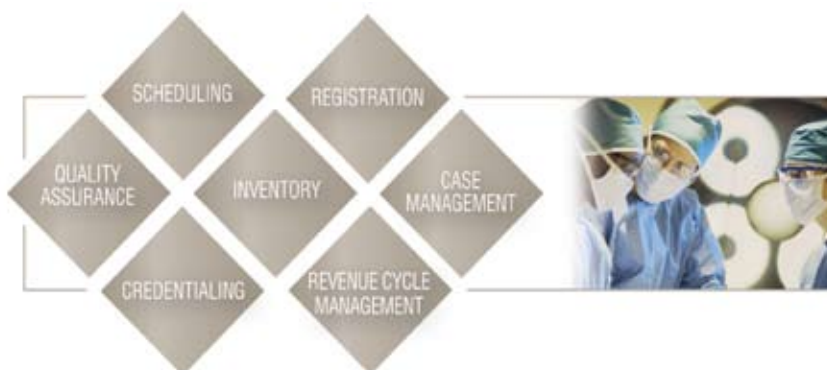 SCHEDULING
REGISTRATION
QUALITY
ASSURANCE
INVENTORY
CASE
MANAGEMENT
CREDENTIALING
REVENUE CYCLE
MANAGEMENT